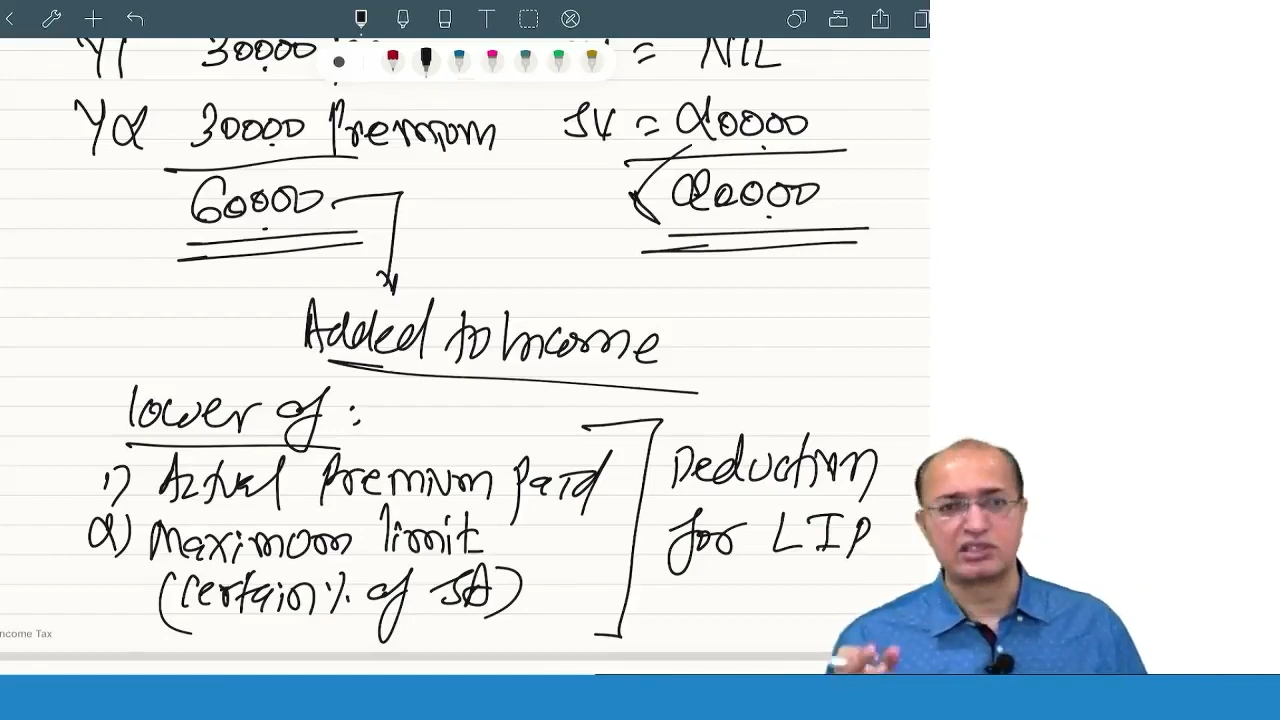 Y1 30000 = NIL
Y2 30000 Premium SV = 20000
60000 20000
Added to Income
lower of :
1) Actual Premium Paid
2) Maximum limit
(certain % of SA)
Deduction
for LIP
ncome Tax